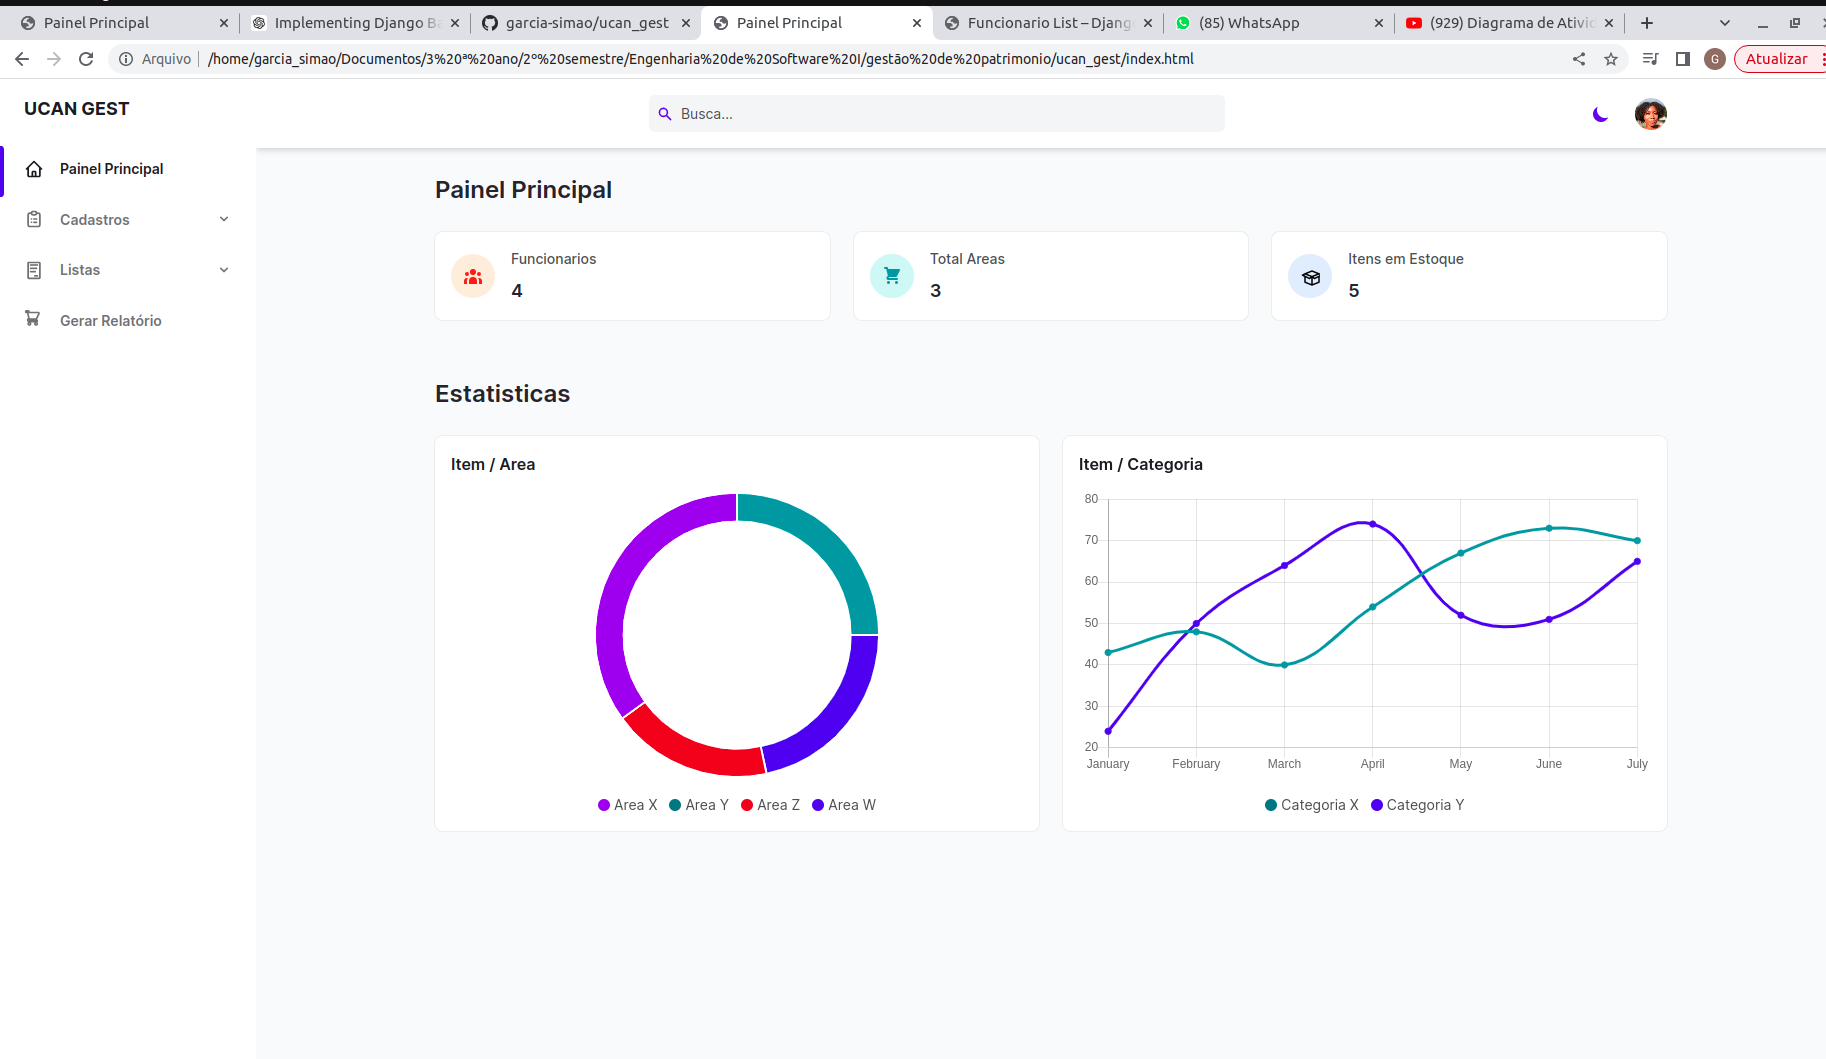 Painel Principal
Implementing Django Ba
garcia-simao/ucan_gest
Painel Principal
Funcionario List – Djang
(85) WhatsApp
(929) Diagrama de Ativid
Arquivo
/home/garcia_simao/Documentos/3%20ª%20ano/2º%20semestre/Engenharia%20de%20Software%20I/gestão%20de%20patrimonio/ucan_gest/index.html
G
Atualizar
UCAN GEST
Busca...
Painel Principal
Cadastros
Listas
Gerar Relatório
Painel Principal
Funcionarios
4
Total Areas
3
Itens em Estoque
5
Estatisticas
Item / Area
Area X
Area Y
Area Z
Area W
Item / Categoria
80
70
60
50
40
30
20
January
February
March
April
May
June
July
Categoria X
Categoria Y